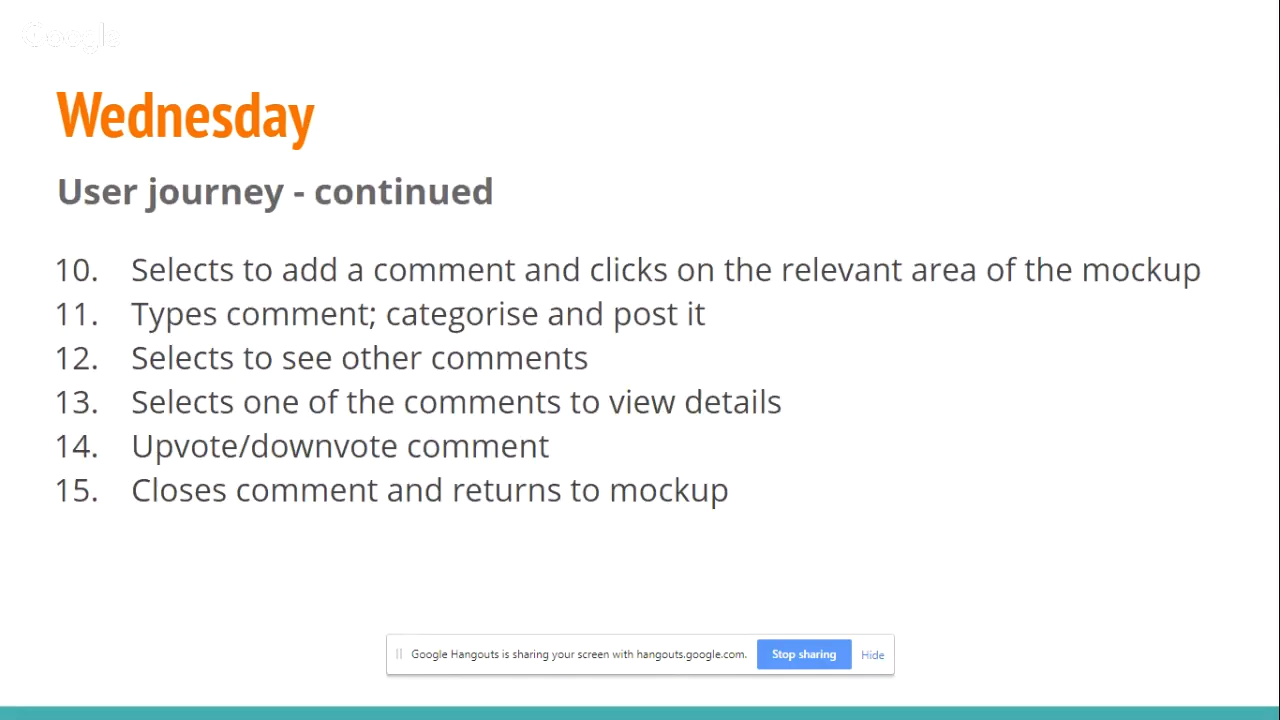 Google
Wednesday
User journey - continued
10. Selects to add a comment and clicks on the relevant area of the mockup
11. Types comment; categorise and post it
12. Selects to see other comments
13. Selects one of the comments to view details
14. Upvote/downvote comment
15. Closes comment and returns to mockup
Google Hangouts is sharing your screen with hangouts.google.com. Stop sharing Hide